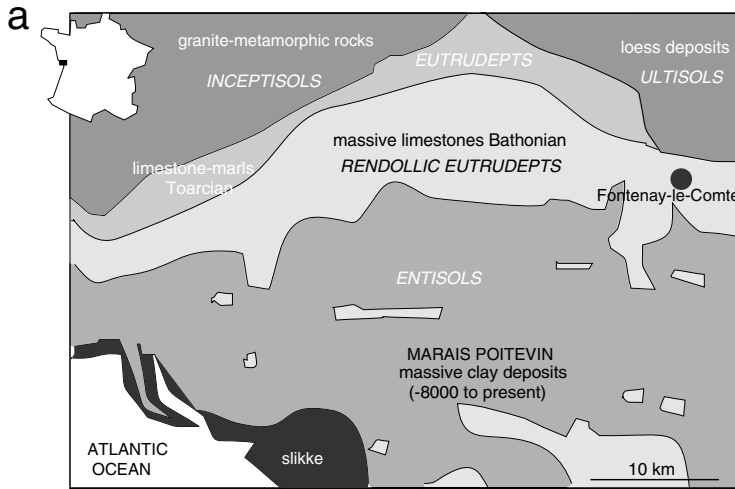 a
granite-metamorphic rocks
INCEPTISOLS
EUTRUDEPTS
loess deposits
ULTISOLS
massive limestones Bathonian
RENDOLLIC EUTRUDEPTS
limestone-marls
Toarcian
Fontenay-le-Comte
ENTISOLS
MARAIS POITEVIN
massive clay deposits
(-8000 to present)
ATLANTIC
OCEAN
slikke
10 km